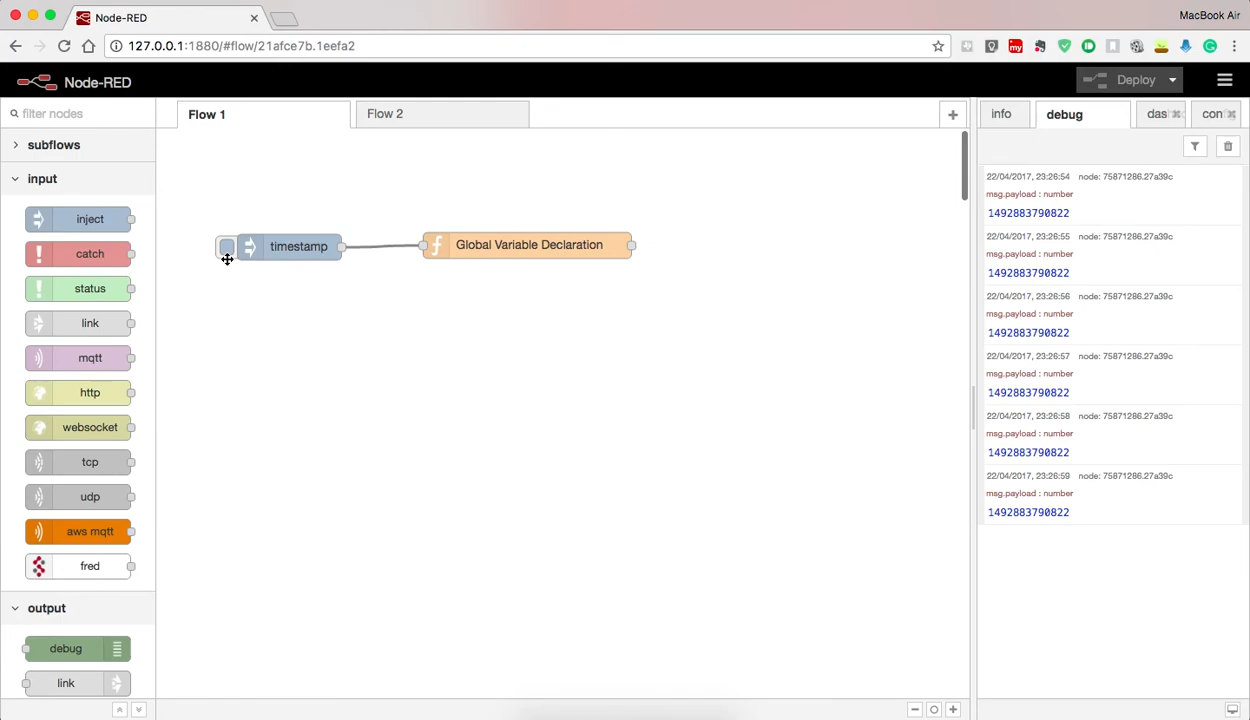 Node-RED
MacBook Air
127.0.0.1:1880/#flow/21afce7b.1eefa2
my
G
Node-RED
Deploy
filter nodes
Flow 1
Flow 2
info
debug
subflows
input
inject
catch
status
link
mqtt
http
websocket
tcp
udp
aws mqtt
fred
output
debug
link
timestamp
Global Variable Declaration
22/04/2017, 23:26:54 node: 75871286.27a39c
msg.payload : number
1492883790822
22/04/2017, 23:26:55 node: 75871286.27a39c
msg.payload : number
1492883790822
22/04/2017, 23:26:56 node: 75871286.27a39c
msg.payload : number
1492883790822
22/04/2017, 23:26:57 node: 75871286.27a39c
msg.payload : number
1492883790822
22/04/2017, 23:26:58 node: 75871286.27a39c
msg.payload : number
1492883790822
22/04/2017, 23:26:59 node: 75871286.27a39c
msg.payload : number
1492883790822